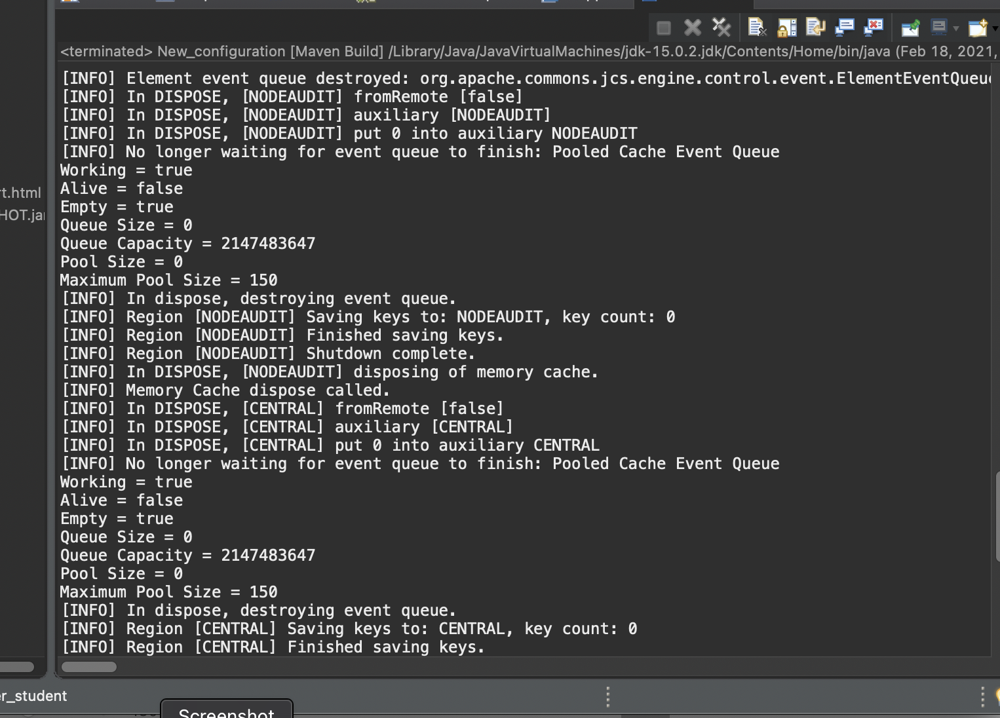 <terminated> New_configuration [Maven Build] /Library/Java/JavaVirtualMachines/jdk-15.0.2.jdk/Contents/Home/bin/java (Feb 18, 2021,
[INFO] Element event queue destroyed: org.apache.commons.jcs.engine.control.event.ElementEventQueue
[INFO] In DISPOSE, [NODEAUDIT] fromRemote [false]
[INFO] In DISPOSE, [NODEAUDIT] auxiliary [NODEAUDIT]
[INFO] In DISPOSE, [NODEAUDIT] put 0 into auxiliary NODEAUDIT
[INFO] No longer waiting for event queue to finish: Pooled Cache Event Queue
Working = true
Alive = false
Empty = true
Queue Size = 0
Queue Capacity = 2147483647
Pool Size = 0
Maximum Pool Size = 150
[INFO] In dispose, destroying event queue.
[INFO] Region [NODEAUDIT] Saving keys to: NODEAUDIT, key count: 0
[INFO] Region [NODEAUDIT] Finished saving keys.
[INFO] Region [NODEAUDIT] Shutdown complete.
[INFO] In DISPOSE, [NODEAUDIT] disposing of memory cache.
[INFO] Memory Cache dispose called.
[INFO] In DISPOSE, [CENTRAL] fromRemote [false]
[INFO] In DISPOSE, [CENTRAL] auxiliary [CENTRAL]
[INFO] In DISPOSE, [CENTRAL] put 0 into auxiliary CENTRAL
[INFO] No longer waiting for event queue to finish: Pooled Cache Event Queue
Working = true
Alive = false
Empty = true
Queue Size = 0
Queue Capacity = 2147483647
Pool Size = 0
Maximum Pool Size = 150
[INFO] In dispose, destroying event queue.
[INFO] Region [CENTRAL] Saving keys to: CENTRAL, key count: 0
[INFO] Region [CENTRAL] Finished saving keys.
t.html
HOT.jar
er_student
Screenshot